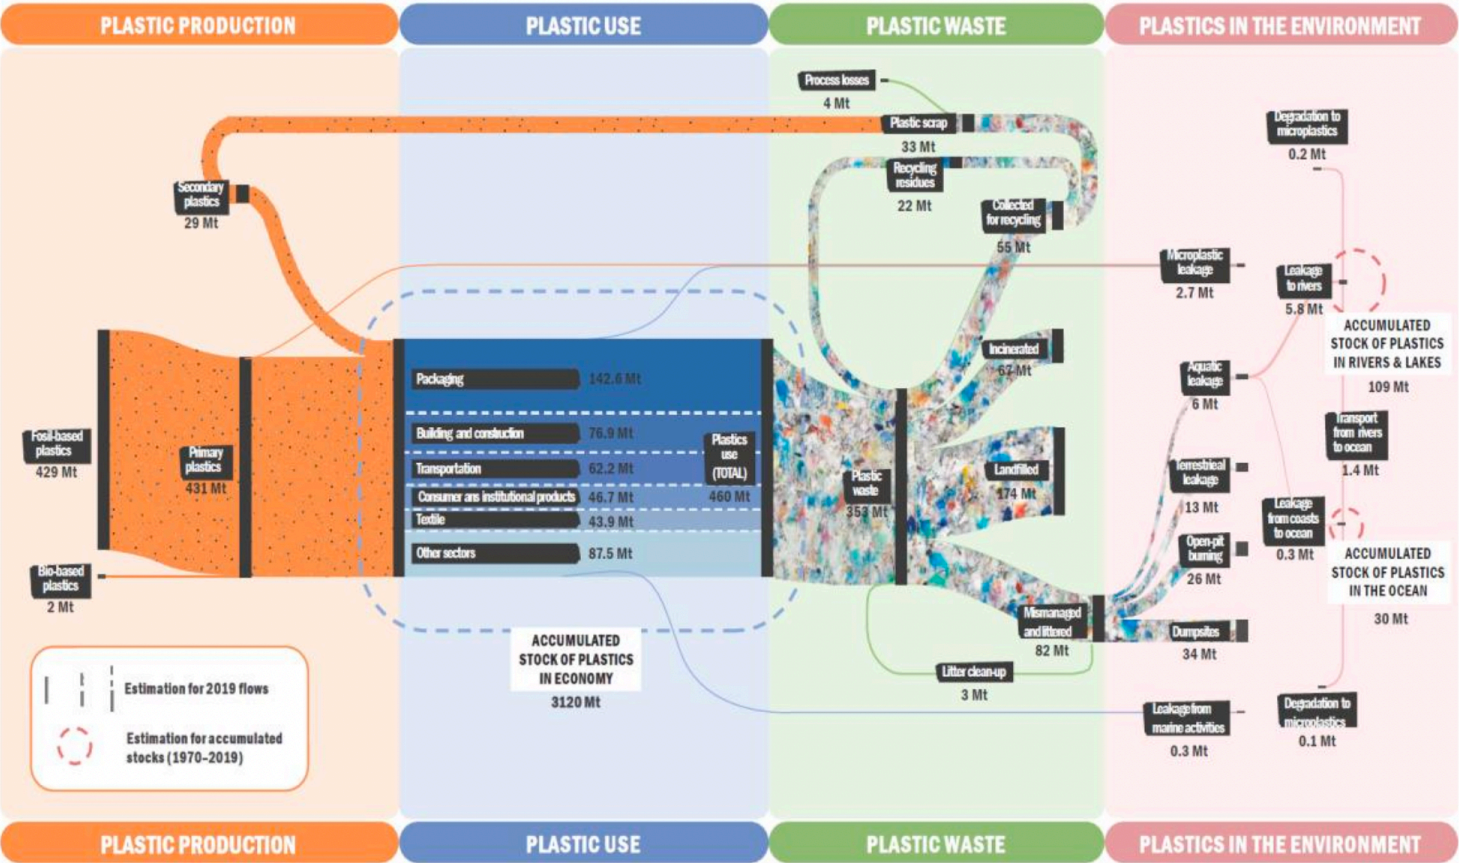 PLASTIC PRODUCTION
PLASTIC USE
PLASTIC WASTE
PLASTICS IN THE ENVIRONMENT
Secondary
plastics
29 Mt
Fosil-based
plastics
429 Mt
Primary
plastics
431 Mt
Bio-based
plastics
2 Mt
Estimation for 2019 flows
Estimation for accumulated
stocks (1970–2019)
Packaging
142.6 Mt
Building and construction
76.9 Mt
Transportation
62.2 Mt
Consumer ans institutional products
46.7 Mt
Textile
43.9 Mt
Other sectors
87.5 Mt
Plastics
use
(TOTAL)
460 Mt
ACCUMULATED
STOCK OF PLASTICS
IN ECONOMY
3120 Mt
Process losses
4 Mt
Plastic scrap
33 Mt
Recycling
residues
22 Mt
Collected
for recycling
55 Mt
Incinerated
67 Mt
Plastic
waste
353 Mt
Landfilled
174 Mt
Mismanaged
and littered
82 Mt
Litter clean-up
3 Mt
Degradation to
microplastics
0.2 Mt
Microplastic
leakage
2.7 Mt
Leakage
to rivers
5.8 Mt
ACCUMULATED
STOCK OF PLASTICS
IN RIVERS & LAKES
109 Mt
Aquatic
leakage
6 Mt
Transport
from rivers
to ocean
1.4 Mt
Terrestrieal
leakage
13 Mt
Leakage
from coasts
to ocean
0.3 Mt
Open-pit
burning
26 Mt
ACCUMULATED
STOCK OF PLASTICS
IN THE OCEAN
30 Mt
Dumpsites
34 Mt
Leakage from
marine activities
0.3 Mt
Degradation to
microplastics
0.1 Mt
PLASTIC PRODUCTION
PLASTIC USE
PLASTIC WASTE
PLASTICS IN THE ENVIRONMENT